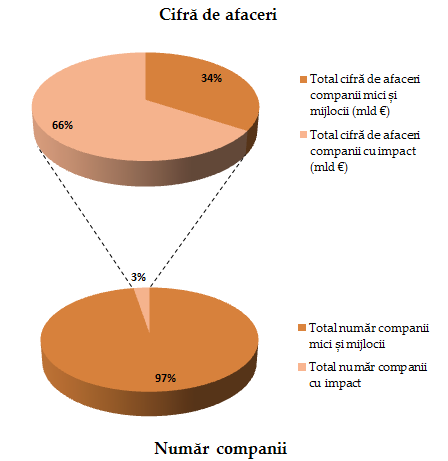 Cifră de afaceri
34%
66%
Total cifră de afaceri
companii mici și
mijlocii (mld €)
Total cifră de afaceri
companii cu impact
(mld €)
3%
97%
Total număr companii
mici și mijlocii
Total număr companii
cu impact
Număr companii